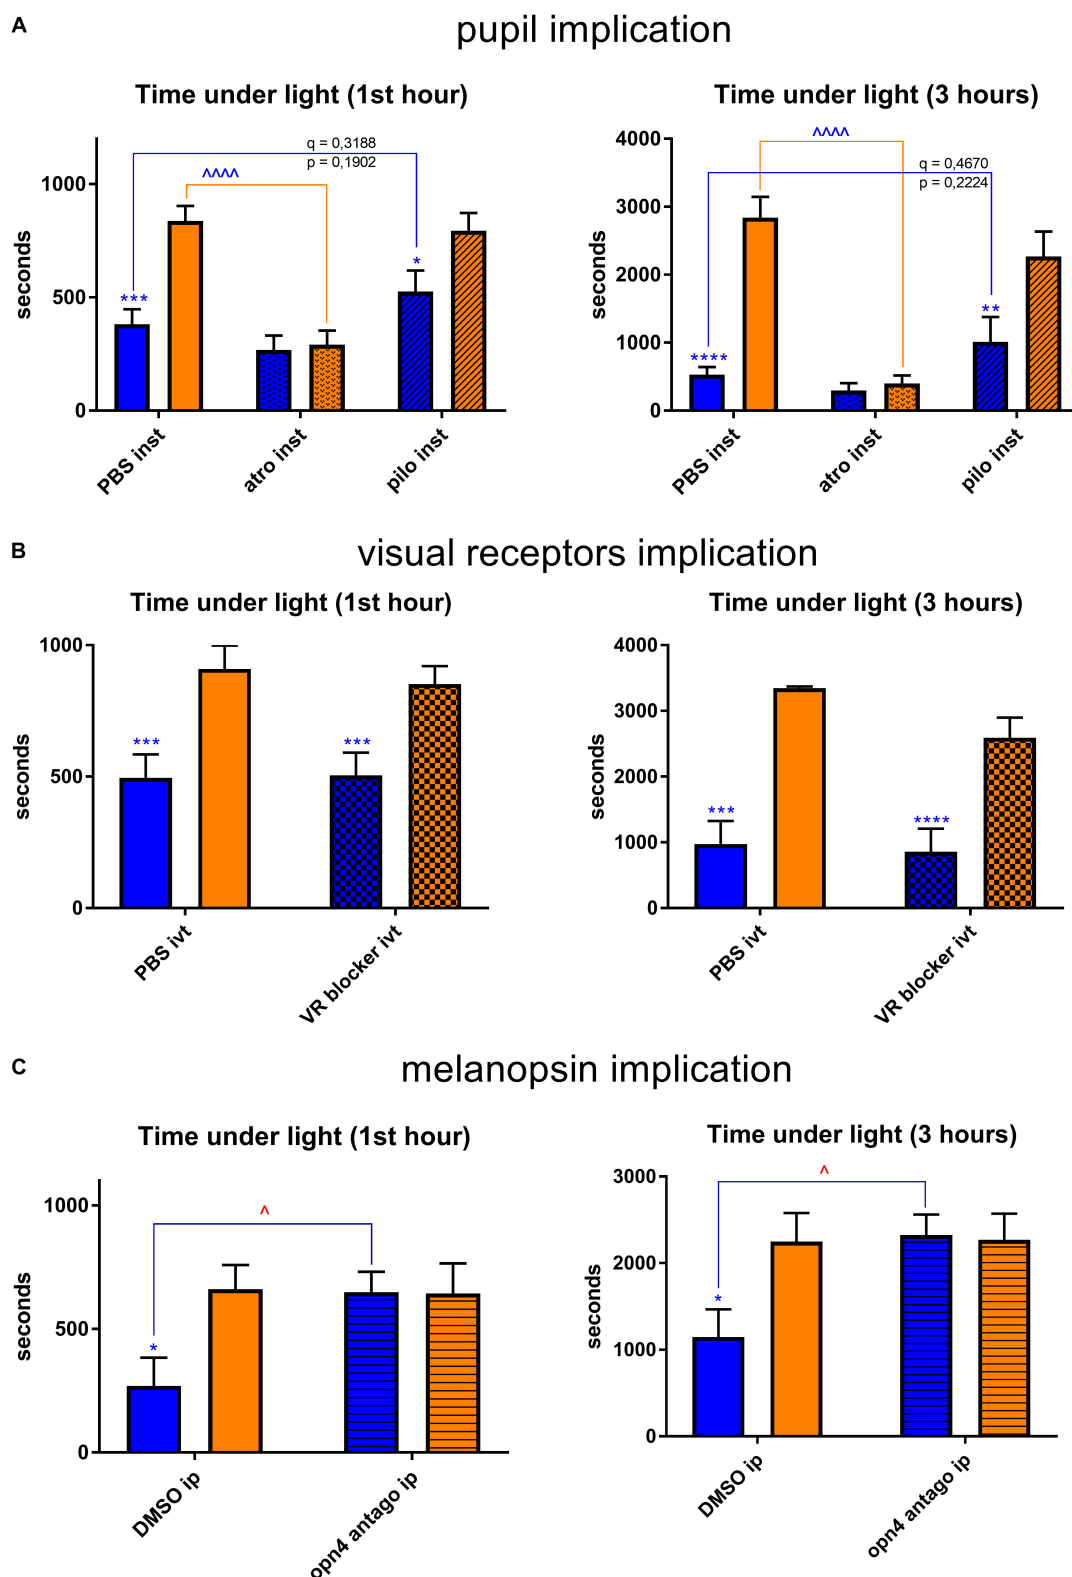 A
pupil implication
Time under light (1st hour)
q = 0,3188
p = 0,1902
^^^^
1000
500
0
seconds
***
*
PBS inst
atro inst
pilo inst
Time under light (3 hours)
^^^^
q = 0,4670
p = 0,2224
4000
3000
2000
1000
0
seconds
****
**
PBS inst
atro inst
pilo inst
B
visual receptors implication
Time under light (1st hour)
1000
500
0
seconds
***
***
PBS ivt
VR blocker ivt
Time under light (3 hours)
4000
3000
2000
1000
0
seconds
***
****
PBS ivt
VR blocker ivt
C
melanopsin implication
Time under light (1st hour)
^
1000
500
0
seconds
*
DMSO ip
opn4 antago ip
Time under light (3 hours)
^
3000
2000
1000
0
seconds
*
DMSO ip
opn4 antago ip